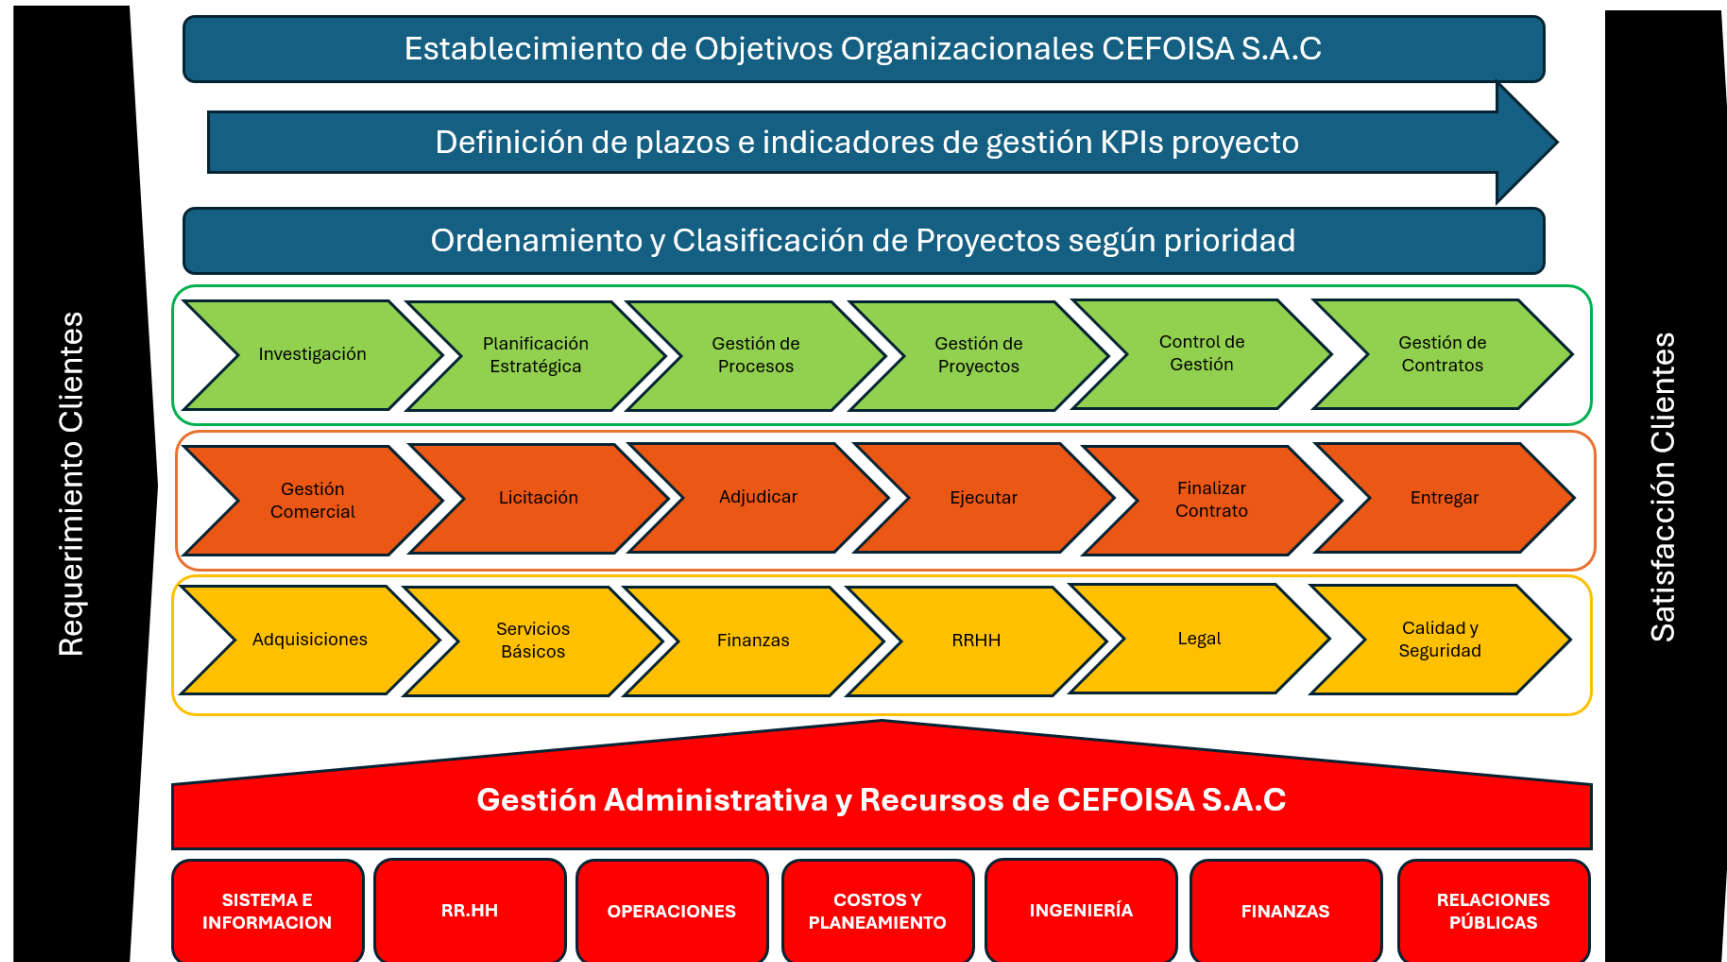 Requerimiento Clientes
Establecimiento de Objetivos Organizacionales CEFOISA S.A.C
Definición de plazos e indicadores de gestión KPIs proyecto
Ordenamiento y Clasificación de Proyectos según prioridad
Investigación
Planificación
Estratégica
Gestión de
Procesos
Gestión de
Proyectos
Control de
Gestión
Gestión de
Contratos
Gestión
Comercial
Licitación
Adjudicar
Ejecutar
Finalizar
Contrato
Entregar
Adquisiciones
Servicios
Básicos
Finanzas
RRHH
Legal
Calidad y
Seguridad
Gestión Administrativa y Recursos de CEFOISA S.A.C
SISTEMA E
INFORMACION
RR.HH
OPERACIONES
COSTOS Y
PLANEAMIENTO
INGENIERÍA
FINANZAS
RELACIONES
PÚBLICAS
Satisfacción Clientes